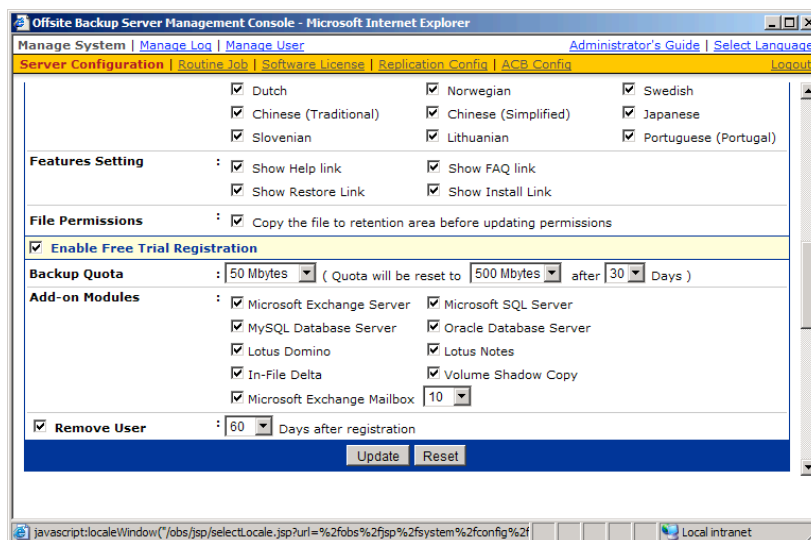 Offsite Backup Server Management Console - Microsoft Internet Explorer
Manage System | Manage Log | Manage User Administrator's Guide | Select Language
Server Configuration | Routine Job | Software License | Replication Config | ACB Config Logout
Dutch Norwegian Swedish
Chinese (Traditional) Chinese (Simplified) Japanese
Slovenian Lithuanian Portuguese (Portugal)
Features Setting : Show Help link Show FAQ link
Show Restore Link Show Install Link
File Permissions : Copy the file to retention area before updating permissions
Enable Free Trial Registration
Backup Quota : 50 Mbytes ( Quota will be reset to 500 Mbytes after 30 Days )
Add-on Modules : Microsoft Exchange Server Microsoft SQL Server
MySQL Database Server Oracle Database Server
Lotus Domino Lotus Notes
In-File Delta Volume Shadow Copy
Microsoft Exchange Mailbox 10
Remove User : 60 Days after registration
Update Reset
javascript:localeWindow("/obs/jsp/selectLocale.jsp?url=%2fobs%2fjsp%2fsystem%2fconfig%2f Local intranet